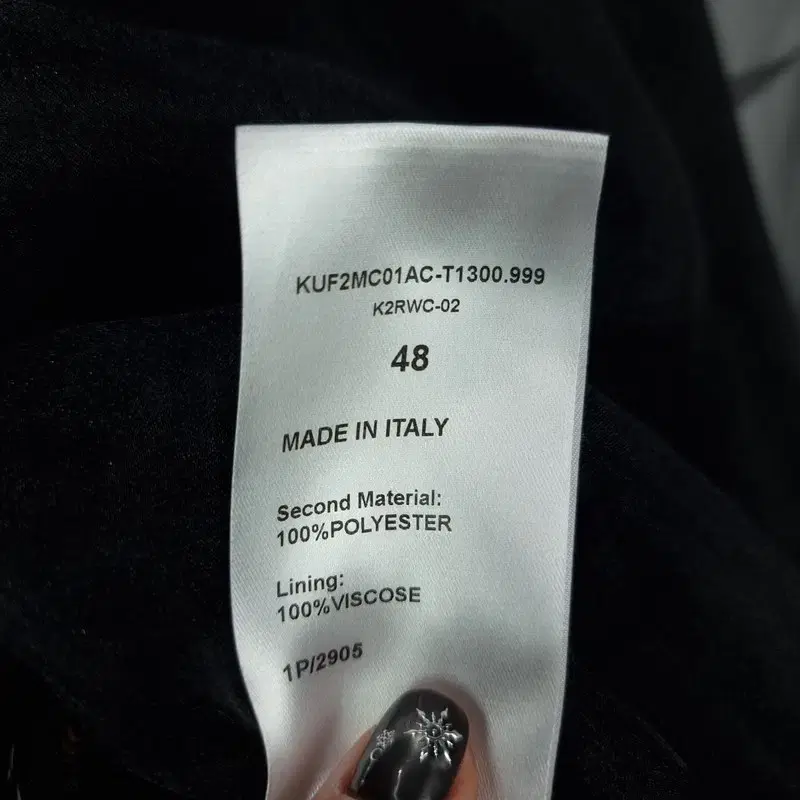 KUF2MC01AC-T1300.999
K2RWC-02
48
MADE IN ITALY
Second Material:
100%POLYESTER
Lining:
100%VISCOSE
1P/2905